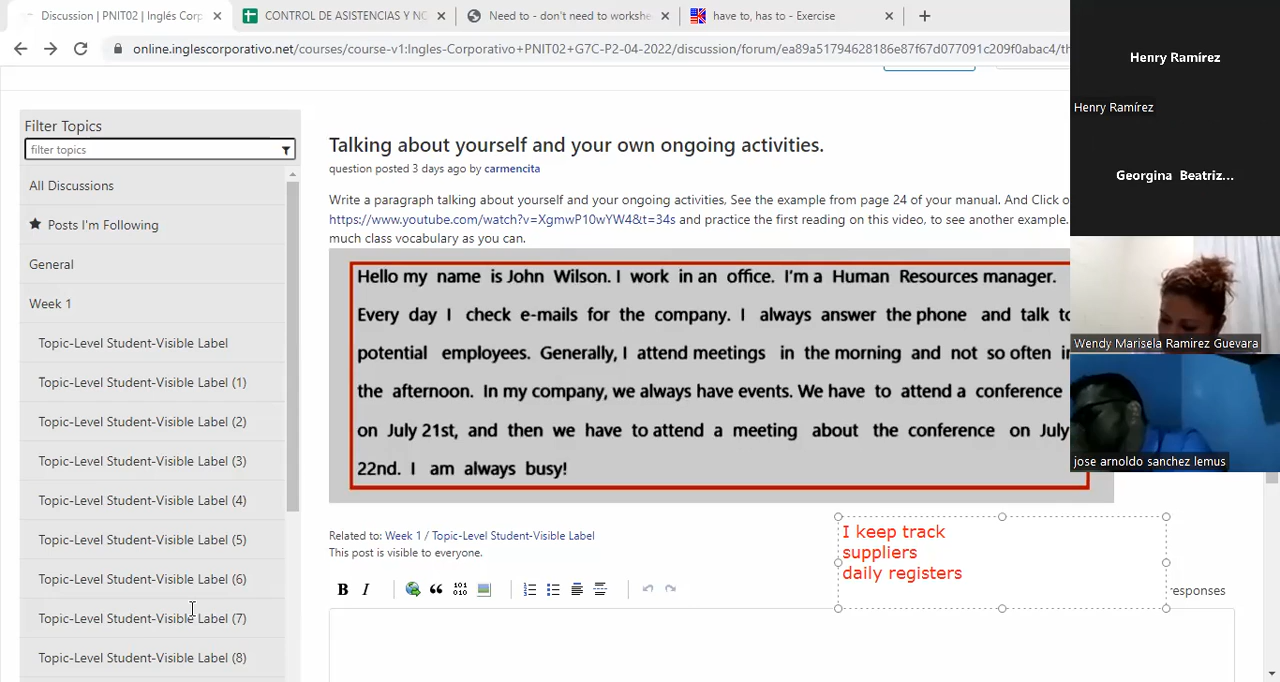 Discussion | PNIT02 | Inglés Corp
CONTROL DE ASISTENCIAS Y NO
Need to - don't need to workshe
have to, has to - Exercise
online.inglescorporativo.net/courses/course-v1:Ingles-Corporativo+PNIT02+G7C-P2-04-2022/discussion/forum/ea89a51794628186e87f67d077091c209f0abac4/th
Henry Ramírez
Henry Ramírez
Georgina Beatriz...
Wendy Marisela Ramirez Guevara
jose arnoldo sanchez lemus
Filter Topics
filter topics
All Discussions
Posts I'm Following
General
Week 1
Topic-Level Student-Visible Label
Topic-Level Student-Visible Label (1)
Topic-Level Student-Visible Label (2)
Topic-Level Student-Visible Label (3)
Topic-Level Student-Visible Label (4)
Topic-Level Student-Visible Label (5)
Topic-Level Student-Visible Label (6)
Topic-Level Student-Visible Label (7)
Topic-Level Student-Visible Label (8)
Talking about yourself and your own ongoing activities.
question posted 3 days ago by carmencita
Write a paragraph talking about yourself and your ongoing activities, See the example from page 24 of your manual. And Click o
https://www.youtube.com/watch?v=XgmwP10wYW4&t=34s and practice the first reading on this video, to see another example.
much class vocabulary as you can.
Hello my name is John Wilson. I work in an office. I'm a Human Resources manager.
Every day I check e-mails for the company. I always answer the phone and talk to
potential employees. Generally, I attend meetings in the morning and not so often in
the afternoon. In my company, we always have events. We have to attend a conference
on July 21st, and then we have to attend a meeting about the conference on July
22nd. I am always busy!
Related to: Week 1 / Topic-Level Student-Visible Label
This post is visible to everyone.
I keep track
suppliers
daily registers
responses
B I